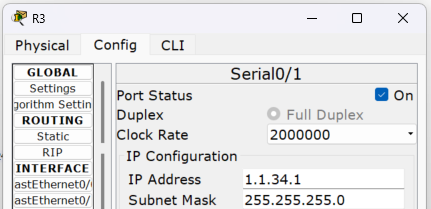 R3
Physical
Config
CLI
GLOBAL
Settings
gorithm Settin
ROUTING
Static
RIP
INTERFACE
astEthernet0/
astEthernet0/
Serial0/1
Port Status
On
Duplex
Full Duplex
Clock Rate
2000000
IP Configuration
IP Address
1.1.34.1
Subnet Mask
255.255.255.0